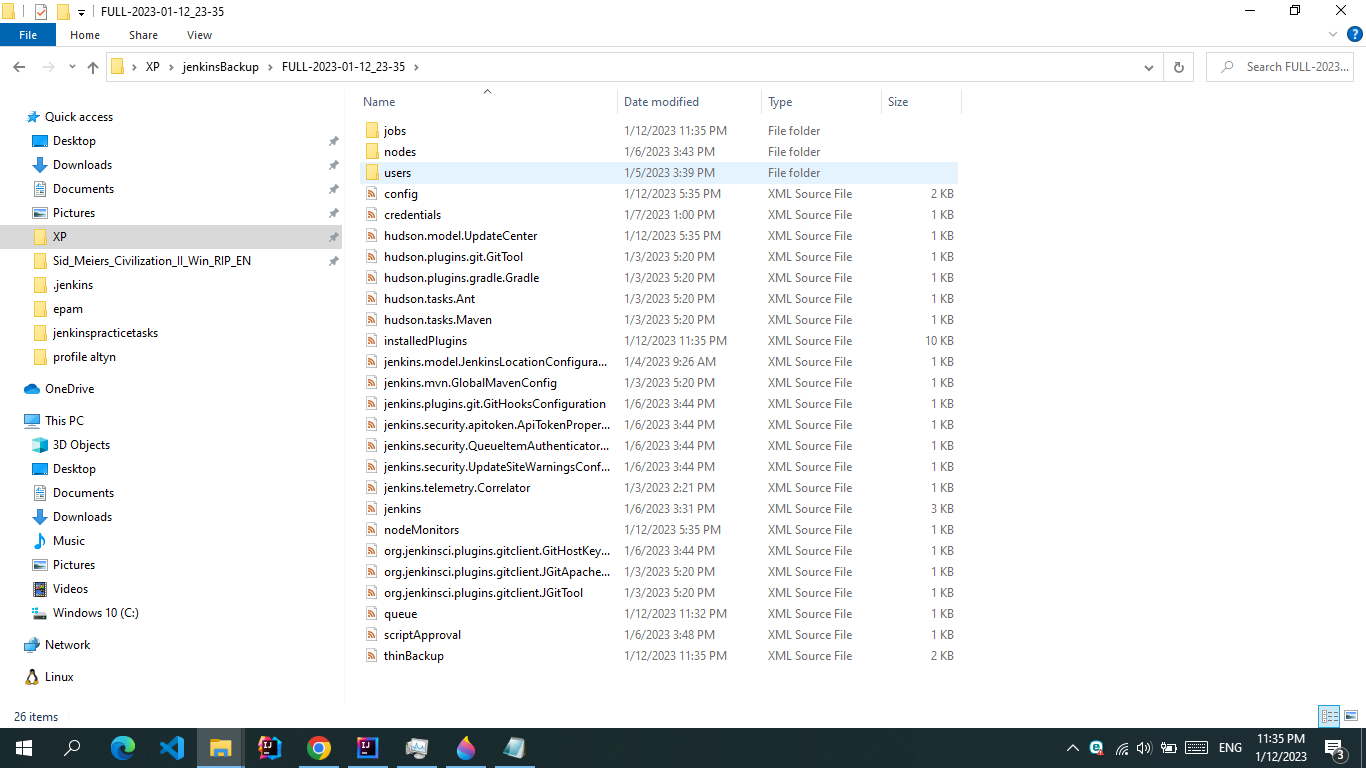 FULL-2023-01-12_23-35
File Home Share View
XP jenkinsBackup FULL-2023-01-12_23-35 Search FULL-2023...
Name Date modified Type Size
Quick access
Desktop
Downloads
Documents
Pictures
XP
Sid_Meiers_Civilization_II_Win_RIP_EN
.jenkins
epam
jenkinspracticetasks
profile altyn
OneDrive
This PC
3D Objects
Desktop
Documents
Downloads
Music
Pictures
Videos
Windows 10 (C:)
Network
Linux
jobs 1/12/2023 11:35 PM File folder
nodes 1/6/2023 3:43 PM File folder
users 1/5/2023 3:39 PM File folder
config 1/12/2023 5:35 PM XML Source File 2 KB
credentials 1/7/2023 1:00 PM XML Source File 1 KB
hudson.model.UpdateCenter 1/12/2023 5:35 PM XML Source File 1 KB
hudson.plugins.git.GitTool 1/3/2023 5:20 PM XML Source File 1 KB
hudson.plugins.gradle.Gradle 1/3/2023 5:20 PM XML Source File 1 KB
hudson.tasks.Ant 1/3/2023 5:20 PM XML Source File 1 KB
hudson.tasks.Maven 1/3/2023 5:20 PM XML Source File 1 KB
installedPlugins 1/12/2023 11:35 PM XML Source File 10 KB
jenkins.model.JenkinsLocationConfigura... 1/4/2023 9:26 AM XML Source File 1 KB
jenkins.mvn.GlobalMavenConfig 1/3/2023 5:20 PM XML Source File 1 KB
jenkins.plugins.git.GitHooksConfiguration 1/6/2023 3:44 PM XML Source File 1 KB
jenkins.security.apitoken.ApiTokenProper... 1/6/2023 3:44 PM XML Source File 1 KB
jenkins.security.QueueItemAuthenticator... 1/6/2023 3:44 PM XML Source File 1 KB
jenkins.security.UpdateSiteWarningsConf... 1/6/2023 3:44 PM XML Source File 1 KB
jenkins.telemetry.Correlator 1/3/2023 2:21 PM XML Source File 1 KB
jenkins 1/6/2023 3:31 PM XML Source File 3 KB
nodeMonitors 1/12/2023 5:35 PM XML Source File 1 KB
org.jenkinsci.plugins.gitclient.GitHostKey... 1/6/2023 3:44 PM XML Source File 1 KB
org.jenkinsci.plugins.gitclient.JGitApache... 1/3/2023 5:20 PM XML Source File 1 KB
org.jenkinsci.plugins.gitclient.JGitTool 1/3/2023 5:20 PM XML Source File 1 KB
queue 1/12/2023 11:32 PM XML Source File 1 KB
scriptApproval 1/6/2023 3:48 PM XML Source File 1 KB
thinBackup 1/12/2023 11:35 PM XML Source File 2 KB
26 items
ENG
11:35 PM
1/12/2023
3